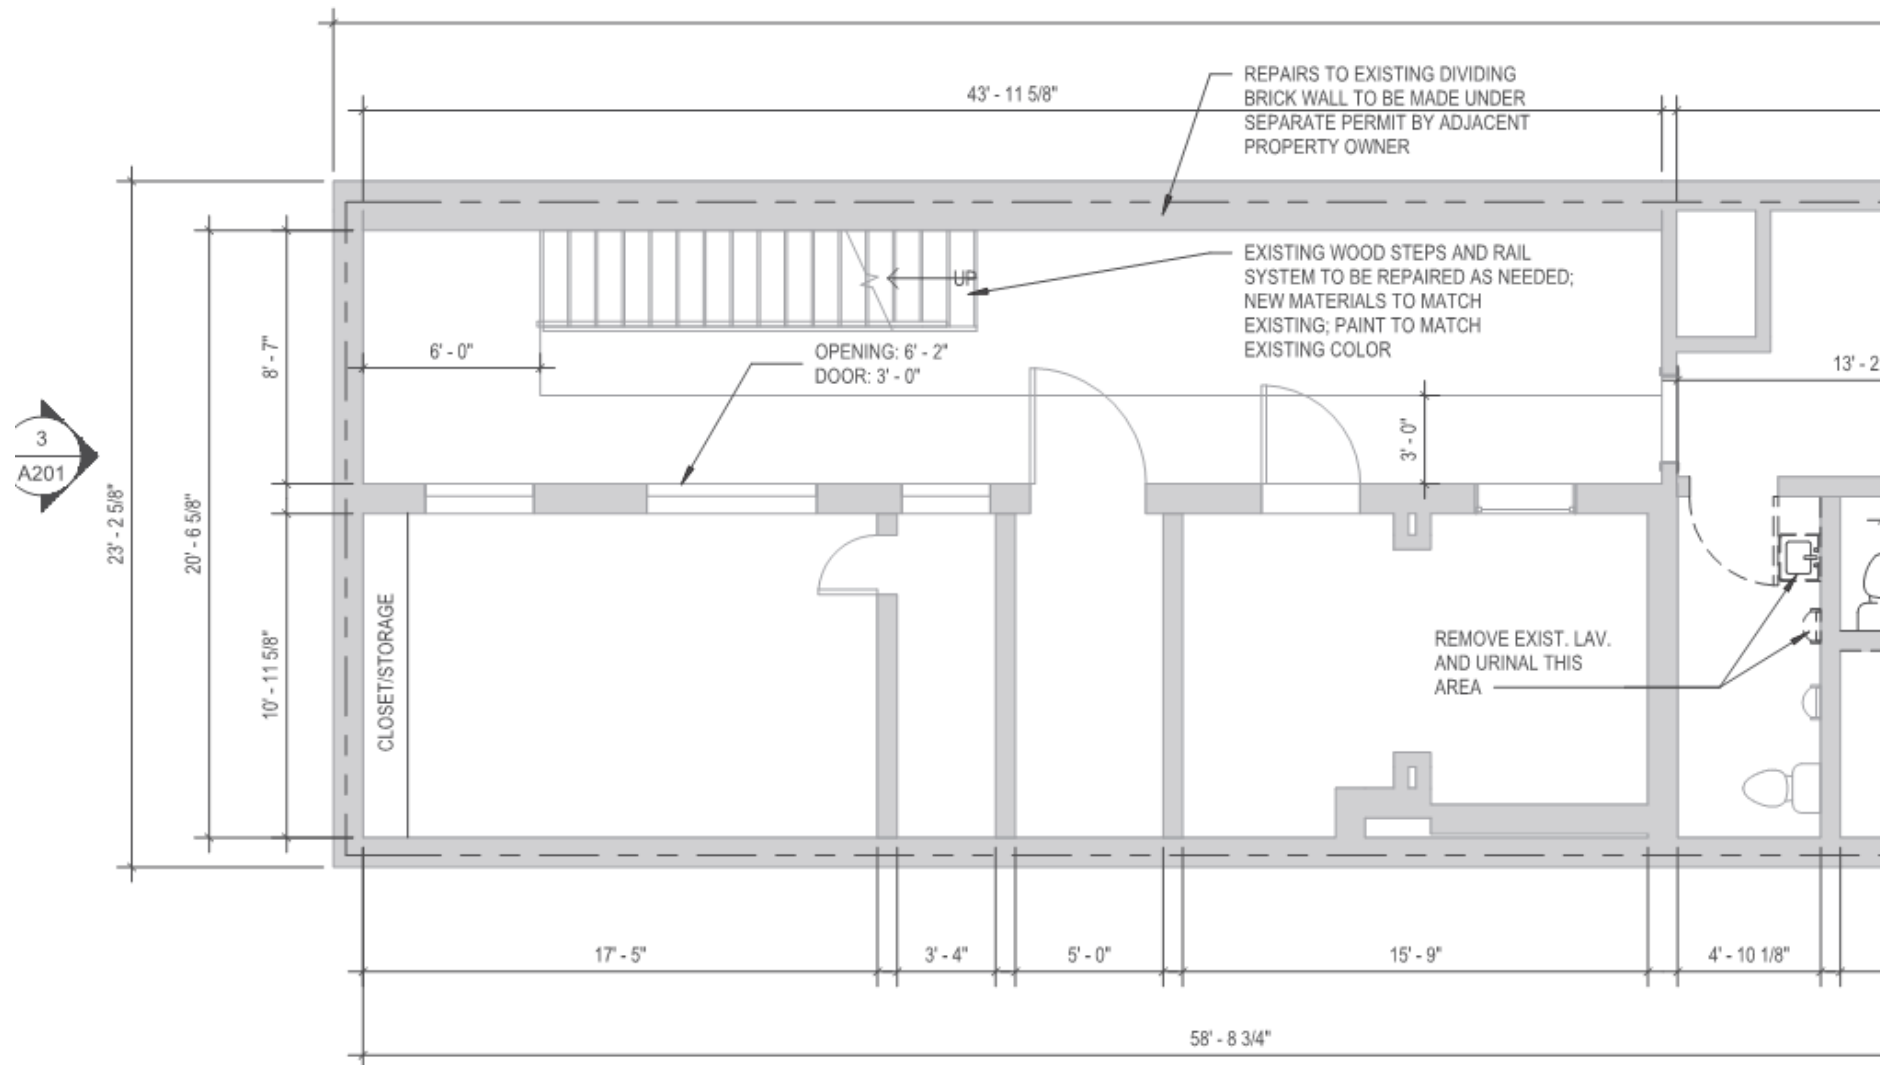 43' - 11 5/8"
REPAIRS TO EXISTING DIVIDING
BRICK WALL TO BE MADE UNDER
SEPARATE PERMIT BY ADJACENT
PROPERTY OWNER
EXISTING WOOD STEPS AND RAIL
SYSTEM TO BE REPAIRED AS NEEDED;
NEW MATERIALS TO MATCH
EXISTING; PAINT TO MATCH
EXISTING COLOR
UP
6' - 0"
OPENING: 6' - 2"
DOOR: 3' - 0"
8' - 7"
13' - 2
3' - 0"
3
A201
23' - 2 5/8"
20' - 6 5/8"
10' - 11 5/8"
CLOSET/STORAGE
REMOVE EXIST. LAV.
AND URINAL THIS
AREA
17' - 5"
3' - 4"
5' - 0"
15' - 9"
4' - 10 1/8"
58' - 8 3/4"